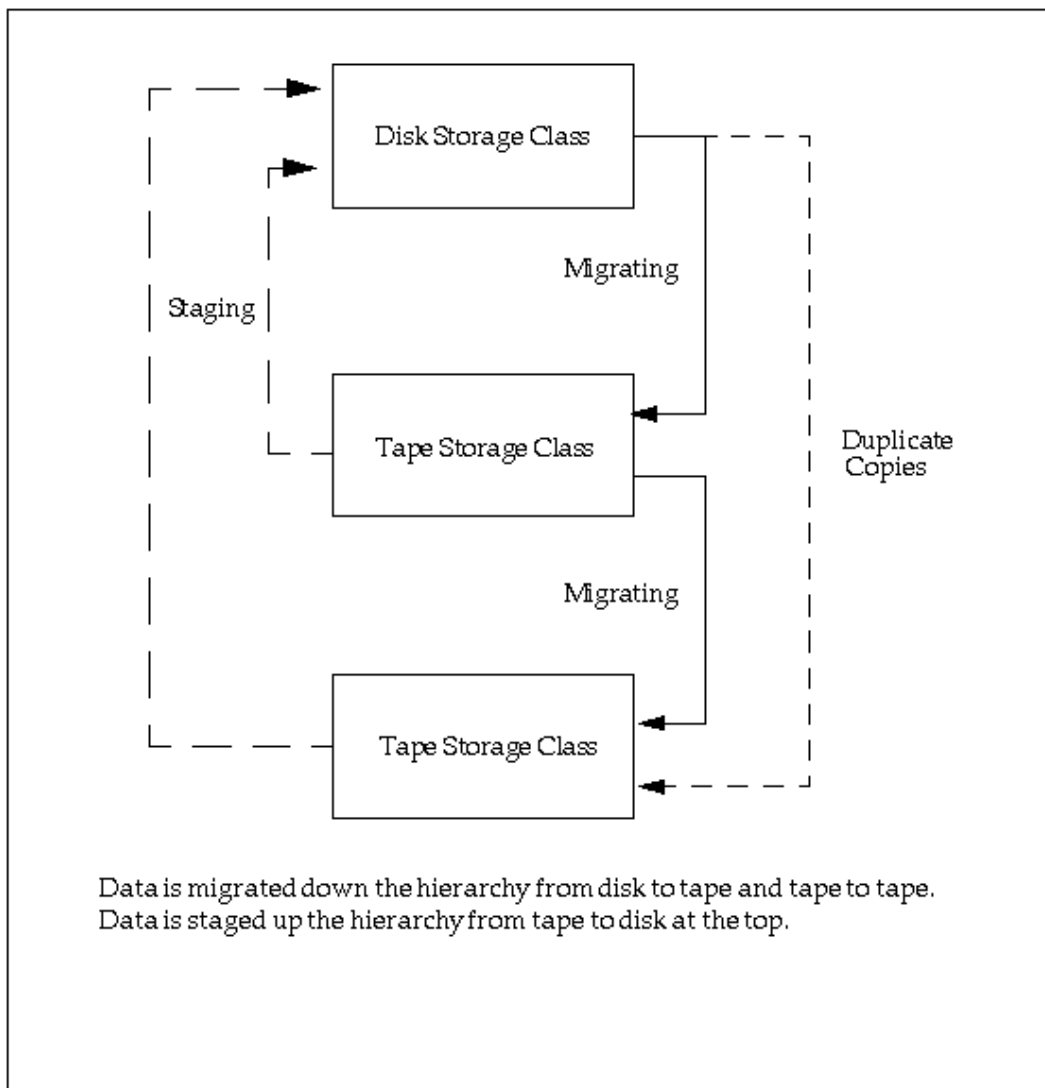 Disk Storage Class
Migrating
Staging
Tape Storage Class
Duplicate
Copies
Migrating
Tape Storage Class
Data is migrated down the hierarchy from disk to tape and tape to tape.
Data is staged up the hierarchy from tape to disk at the top.